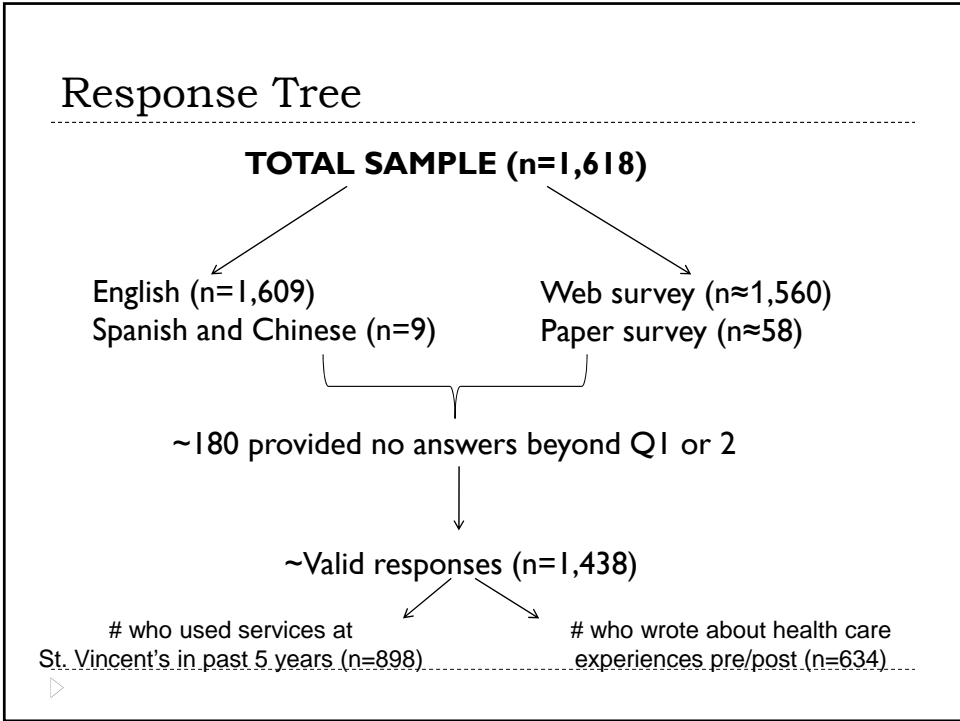 Response Tree
TOTAL SAMPLE (n=1,618)
English (n=1,609)
Spanish and Chinese (n=9)
Web survey (n≈1,560)
Paper survey (n≈58)
~180 provided no answers beyond Q1 or 2
~Valid responses (n=1,438)
# who used services at
St. Vincent's in past 5 years (n=898)
# who wrote about health care
experiences pre/post (n=634)